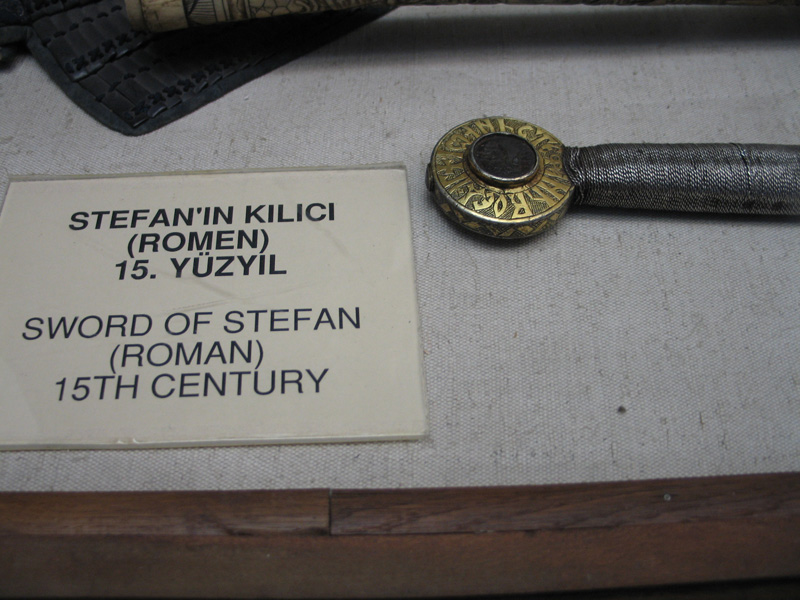 STEFAN'IN KILICI
(ROMEN)
15. YÜZYIL
SWORD OF STEFAN
(ROMAN)
15TH CENTURY